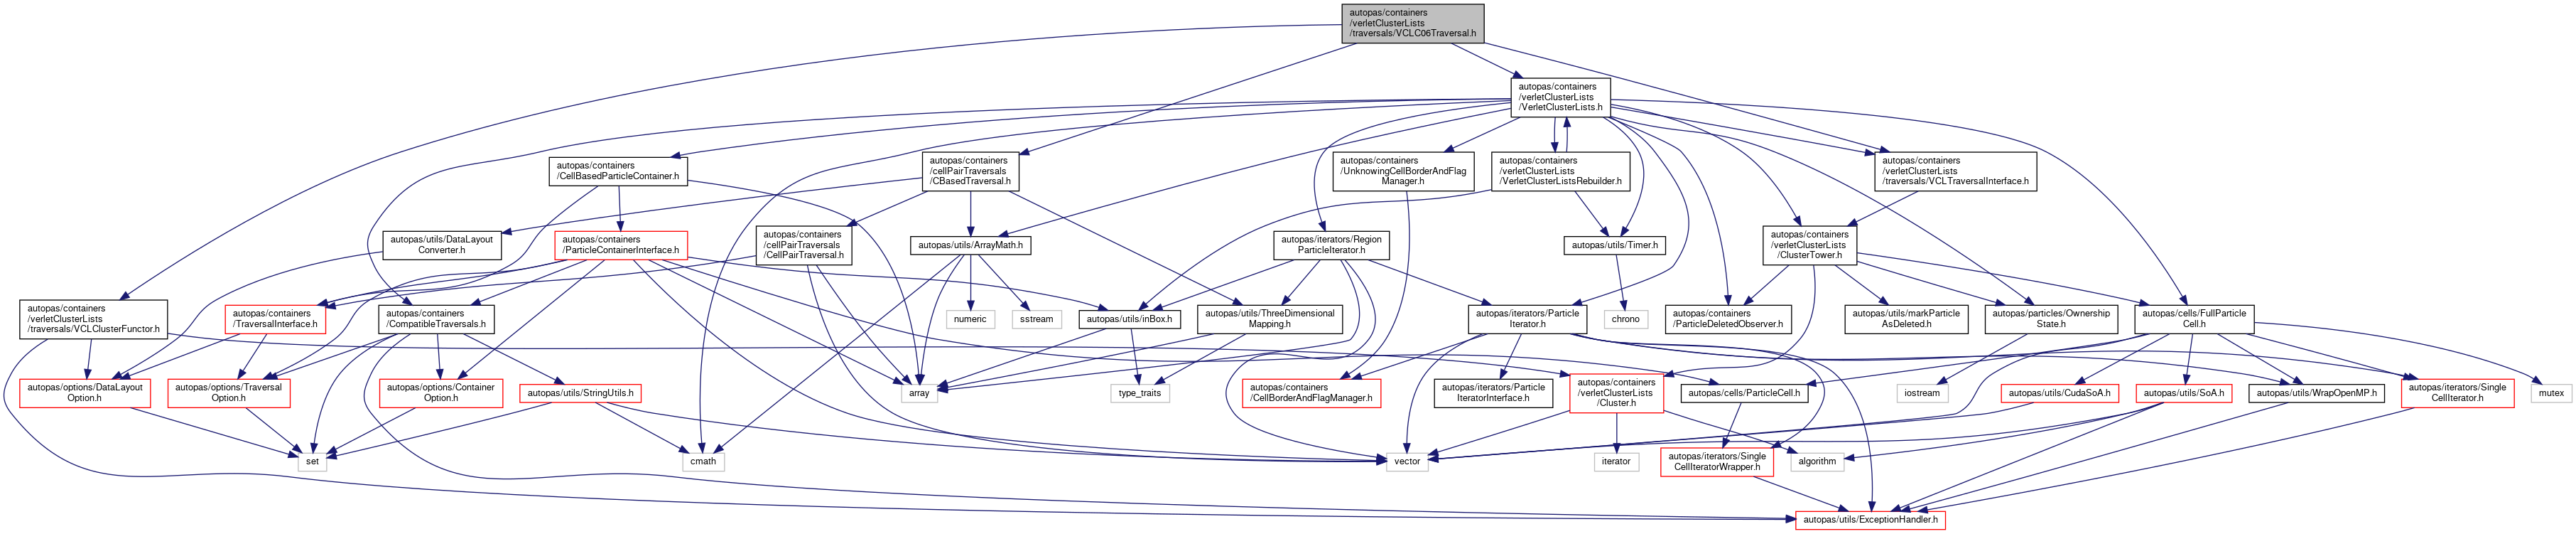 autopas/containers
/verletClusterLists
/traversals/VCLC06Traversal.h
autopas/containers
/verletClusterLists
/VerletClusterLists.h
autopas/containers
/CellBasedParticleContainer.h
autopas/containers
/cellPairTraversals
/CBasedTraversal.h
autopas/containers
/UnknowingCellBorderAndFlag
Manager.h
autopas/containers
/verletClusterLists
/VerletClusterListsRebuilder.h
autopas/containers
/verletClusterLists
/traversals/VCLTraversalInterface.h
autopas/utils/DataLayout
Converter.h
autopas/containers
/ParticleContainerInterface.h
autopas/containers
/cellPairTraversals
/CellPairTraversal.h
autopas/utils/ArrayMath.h
autopas/iterators/Region
ParticleIterator.h
autopas/utils/Timer.h
autopas/containers
/verletClusterLists
/ClusterTower.h
autopas/containers
/verletClusterLists
/traversals/VCLClusterFunctor.h
autopas/containers
/TraversalInterface.h
autopas/containers
/CompatibleTraversals.h
numeric
sstream
autopas/utils/inBox.h
autopas/utils/ThreeDimensional
Mapping.h
autopas/iterators/Particle
Iterator.h
chrono
autopas/containers
/ParticleDeletedObserver.h
autopas/utils/markParticle
AsDeleted.h
autopas/particles/Ownership
State.h
autopas/cells/FullParticle
Cell.h
autopas/options/DataLayout
Option.h
autopas/options/Traversal
Option.h
autopas/options/Container
Option.h
autopas/utils/StringUtils.h
array
type_traits
autopas/containers
/CellBorderAndFlagManager.h
autopas/iterators/Particle
IteratorInterface.h
autopas/containers
/verletClusterLists
/Cluster.h
autopas/cells/ParticleCell.h
iostream
autopas/utils/CudaSoA.h
autopas/utils/SoA.h
autopas/utils/WrapOpenMP.h
autopas/iterators/Single
CellIterator.h
mutex
set
cmath
vector
iterator
autopas/iterators/Single
CellIteratorWrapper.h
algorithm
autopas/utils/ExceptionHandler.h